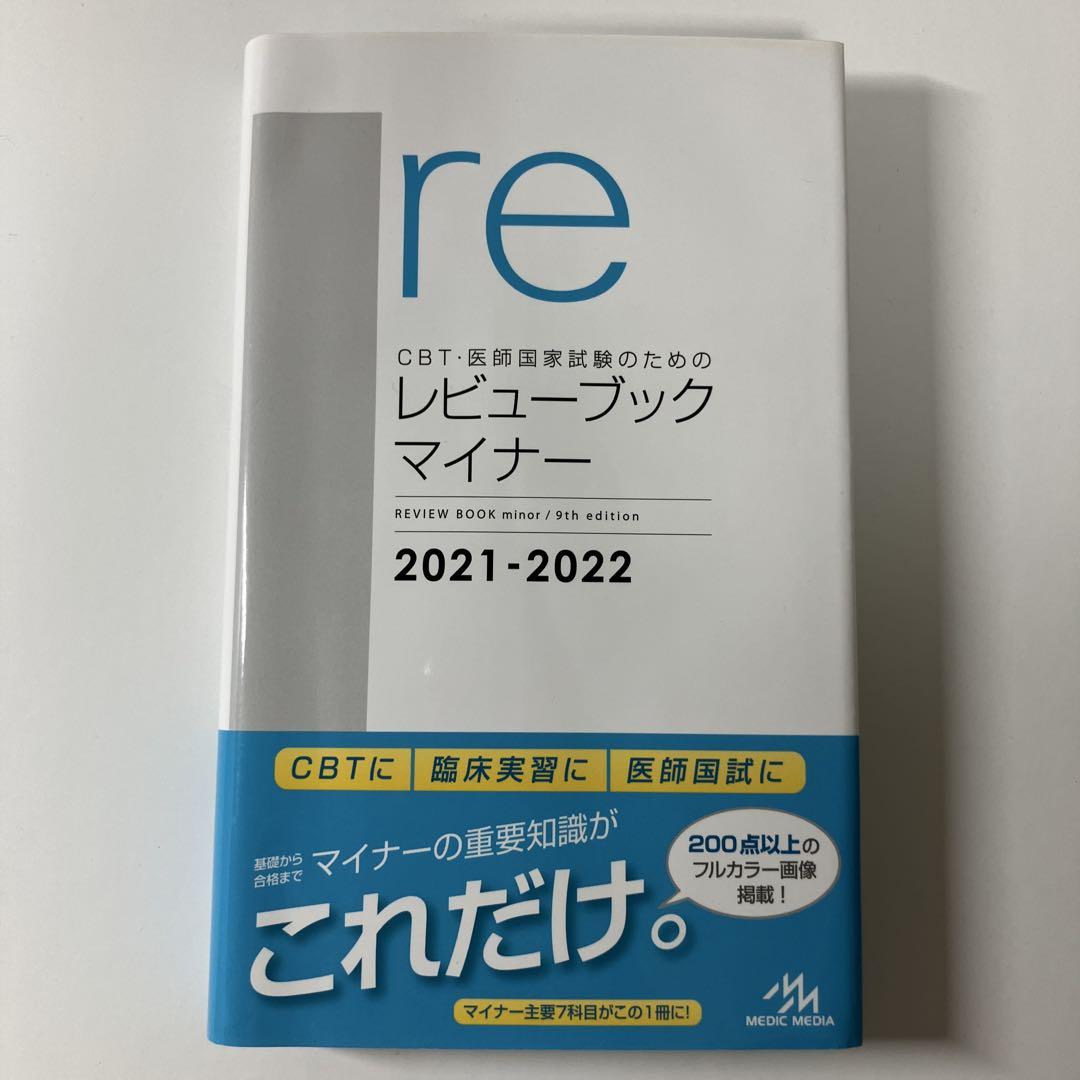 re
CBT・医師国家試験のための
レビューブック
マイナー
REVIEW BOOK minor / 9th edition
2021-2022
CBTに 臨床実習に 医師国試に
基礎から
合格まで
マイナーの重要知識が
これだけ。
200点以上の
フルカラー画像
掲載!
マイナー主要7科目がこの1冊に!
MEDIC MEDIA